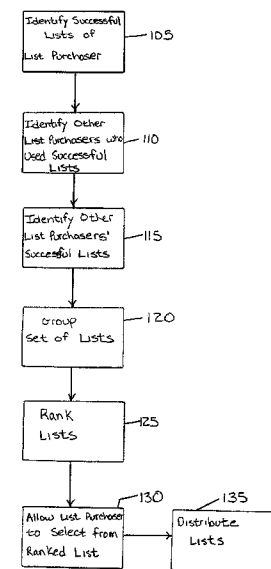 Identify Successful
Lists of
List Purchaser
105
Identify Other
List Purchasers who
Used Successful
Lists
110
Identify Other
List Purchasers'
Successful Lists
115
Group
Set of Lists
120
Rank
Lists
125
Allow List Purchaser
to Select from
Ranked List
130
Distribute
Lists
135